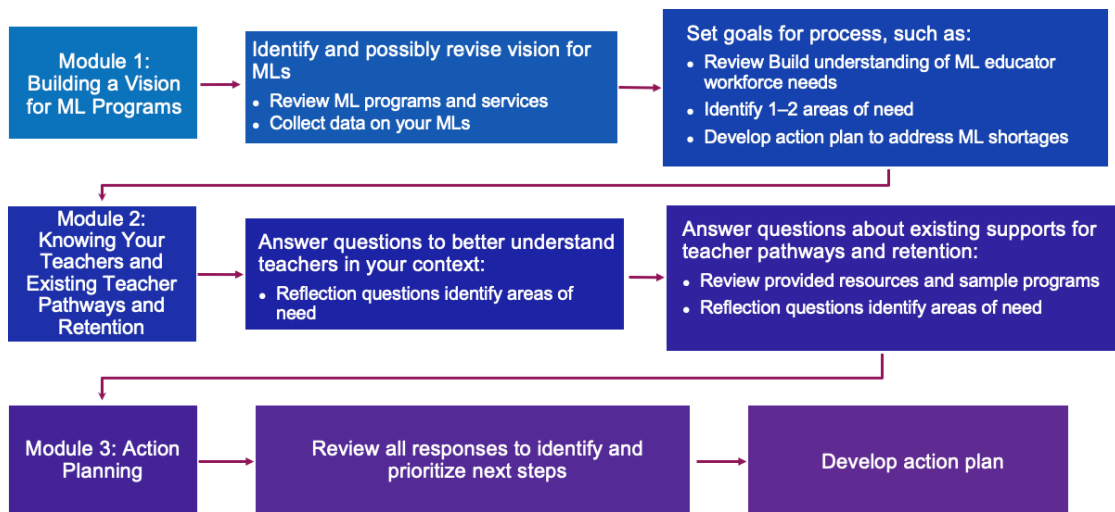 Module 1:
Building a Vision
for ML Programs
Identify and possibly revise vision for
MLs
• Review ML programs and services
• Collect data on your MLs
Set goals for process, such as:
• Review Build understanding of ML educator
workforce needs
• Identify 1–2 areas of need
• Develop action plan to address ML shortages
Module 2:
Knowing Your
Teachers and
Existing Teacher
Pathways and
Retention
Answer questions to better understand
teachers in your context:
• Reflection questions identify areas of
need
Answer questions about existing supports for
teacher pathways and retention:
• Review provided resources and sample programs
• Reflection questions identify areas of need
Module 3: Action
Planning
Review all responses to identify and
prioritize next steps
Develop action plan